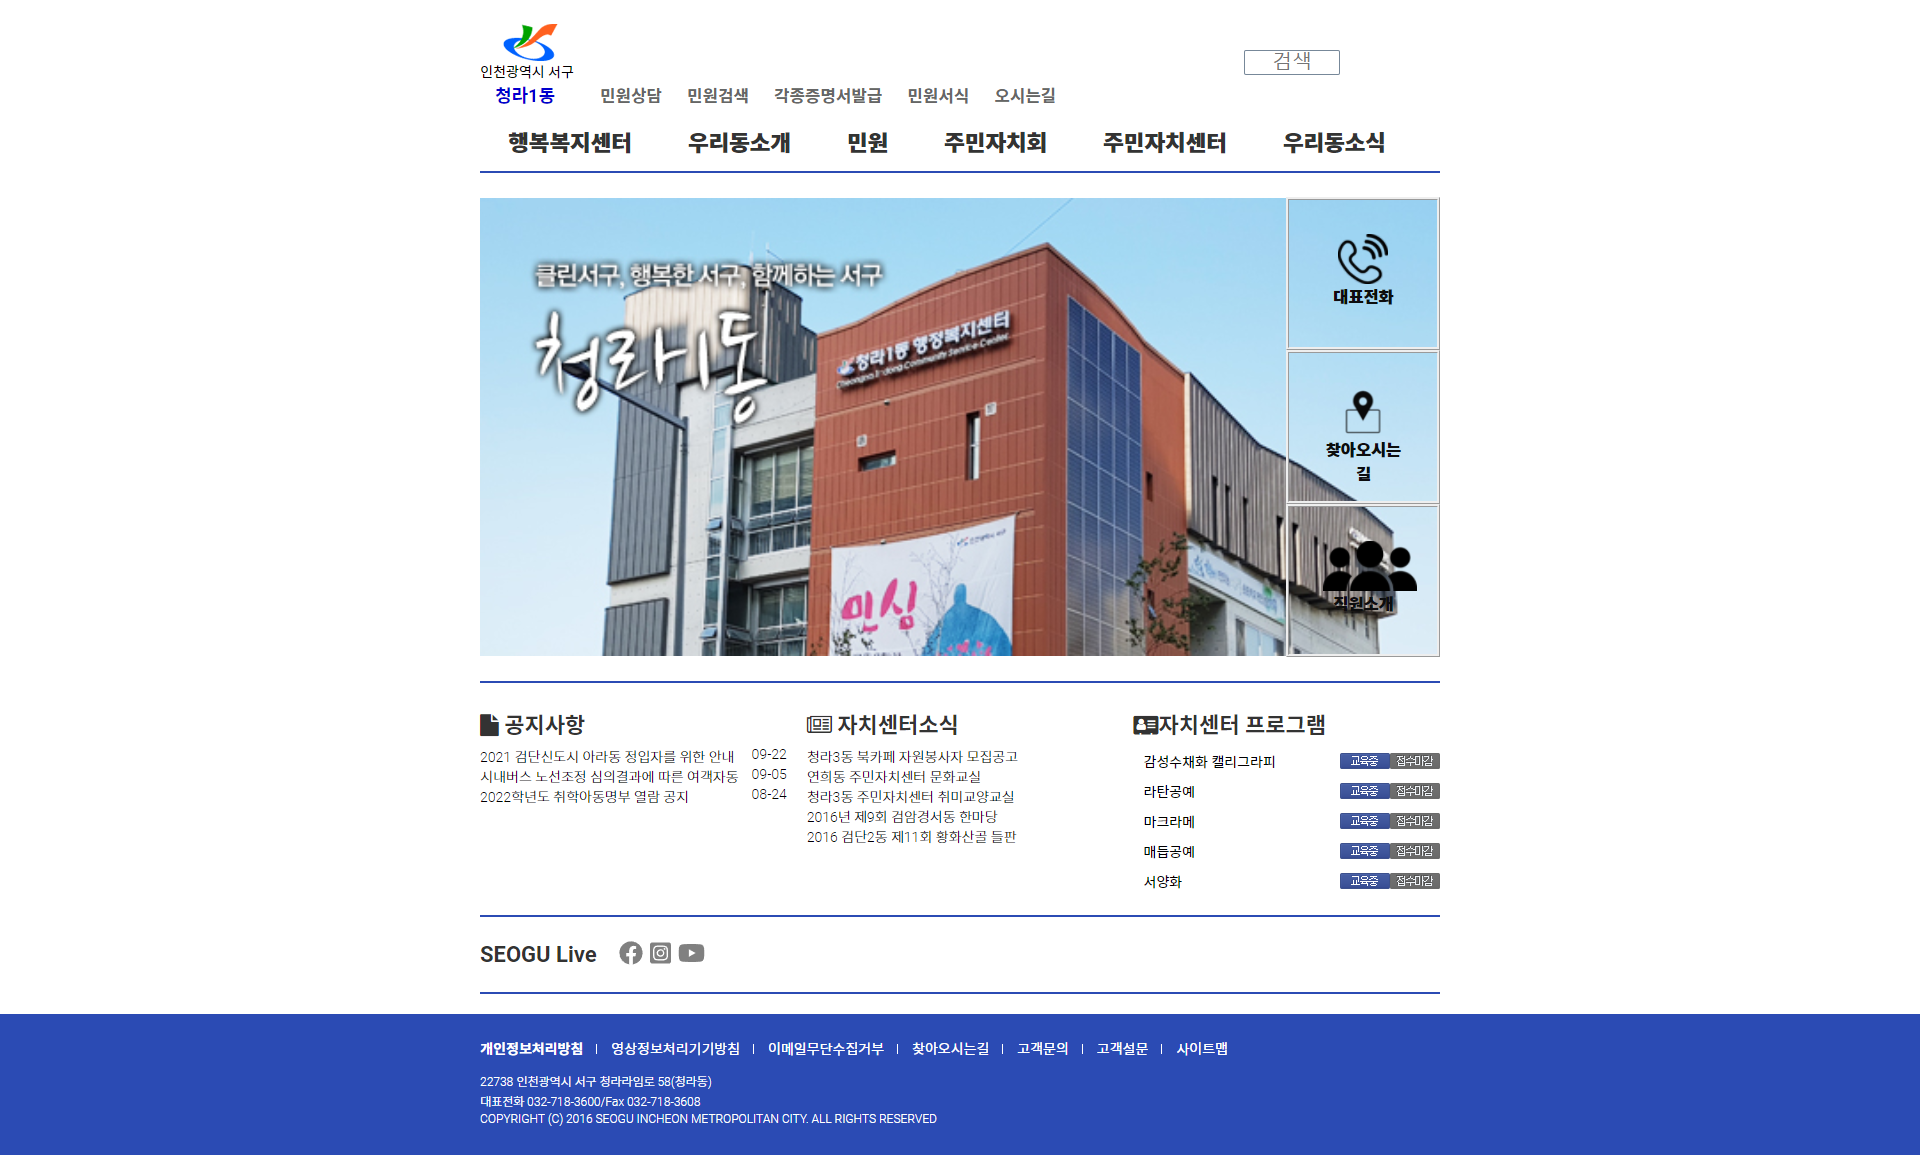 인천광역시 서구
청라1동
민원상담 민원검색 각종증명서발급 민원서식 오시는길
검색
행복복지센터 우리동소개 민원 주민자치회 주민자치센터 우리동소식
클린서구, 행복한 서구, 함께하는 서구
청라1동
청라1동 행정복지센터
Cheongna 1(il)-dong Community Service Center
인천광역시 서구
민심
대표전화
찾아오시는
길
직원소개
공지사항
2021 검단신도시 아라동 정입자를 위한 안내 09-22
시내버스 노선조정 심의결과에 따른 여객자동 09-05
2022학년도 취학아동명부 열람 공지 08-24
자치센터소식
청라3동 북카페 자원봉사자 모집공고
연희동 주민자치센터 문화교실
청라3동 주민자치센터 취미교양교실
2016년 제9회 검암경서동 한마당
2016 검단2동 제11회 황화산골 들판
자치센터 프로그램
감성수채화 캘리그라피 교육중 접수마감
라탄공예 교육중 접수마감
마크라메 교육중 접수마감
매듭공예 교육중 접수마감
서양화 교육중 접수마감
SEOGU Live
개인정보처리방침 | 영상정보처리기기방침 | 이메일무단수집거부 | 찾아오시는길 | 고객문의 | 고객설문 | 사이트맵
22738 인천광역시 서구 청라라임로 58(청라동)
대표전화 032-718-3600/Fax 032-718-3608
COPYRIGHT (C) 2016 SEOGU INCHEON METROPOLITAN CITY. ALL RIGHTS RESERVED